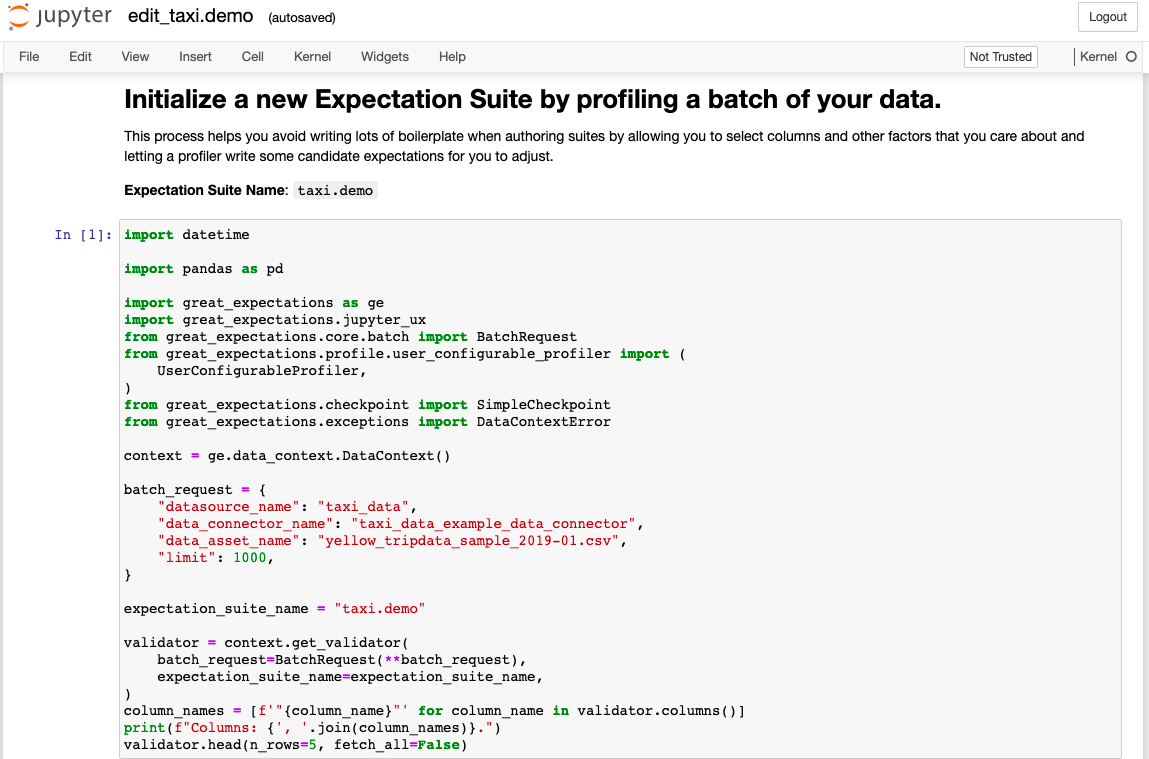 jupyter edit_taxi.demo (autosaved) Logout
File Edit View Insert Cell Kernel Widgets Help Not Trusted Kernel
Initialize a new Expectation Suite by profiling a batch of your data.
This process helps you avoid writing lots of boilerplate when authoring suites by allowing you to select columns and other factors that you care about and
letting a profiler write some candidate expectations for you to adjust.
Expectation Suite Name: taxi.demo
In [1]: import datetime
import pandas as pd
import great_expectations as ge
import great_expectations.jupyter_ux
from great_expectations.core.batch import BatchRequest
from great_expectations.profile.user_configurable_profiler import (
    UserConfigurableProfiler,
)
from great_expectations.checkpoint import SimpleCheckpoint
from great_expectations.exceptions import DataContextError
context = ge.data_context.DataContext()
batch_request = {
    "datasource_name": "taxi_data",
    "data_connector_name": "taxi_data_example_data_connector",
    "data_asset_name": "yellow_tripdata_sample_2019-01.csv",
    "limit": 1000,
}
expectation_suite_name = "taxi.demo"
validator = context.get_validator(
    batch_request=BatchRequest(**batch_request),
    expectation_suite_name=expectation_suite_name,
)
column_names = [f'"{column_name}"' for column_name in validator.columns()]
print(f"Columns: {', '.join(column_names)}.")
validator.head(n_rows=5, fetch_all=False)